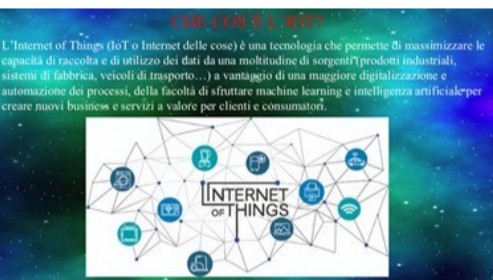 CHE COS'È L'IOT?
L'Internet of Things (IoT o Internet delle cose) è una tecnologia che permette di massimizzare le
capacità di raccolta e di utilizzo dei dati da una moltitudine di sorgenti (prodotti industriali,
sistemi di fabbrica, veicoli di trasporto…) a vantaggio di una maggiore digitalizzazione e
automazione dei processi, della facoltà di sfruttare machine learning e intelligenza artificiale per
creare nuovi business e servizi a valore per clienti e consumatori.
INTERNET
OF THINGS